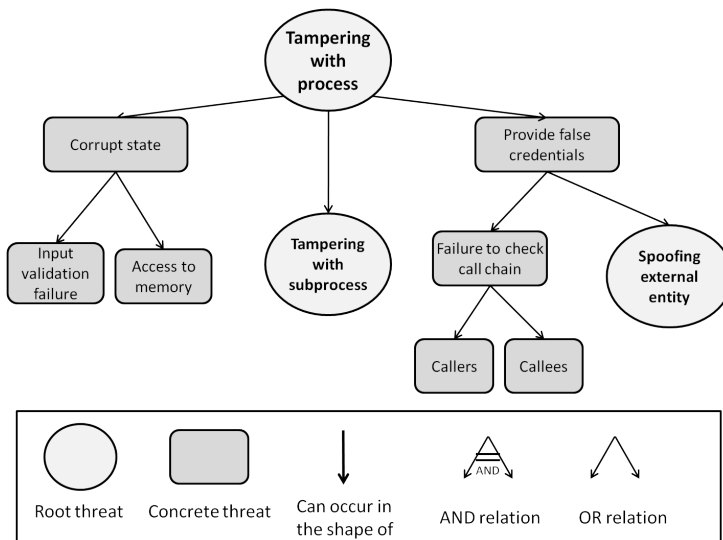 Tampering
with
process
Corrupt state
Provide false
credentials
Input
validation
failure
Access to
memory
Tampering
with
subprocess
Failure to check
call chain
Spoofing
external
entity
Callers
Callees
AND
Root threat
Concrete threat
Can occur in
the shape of
AND relation
OR relation